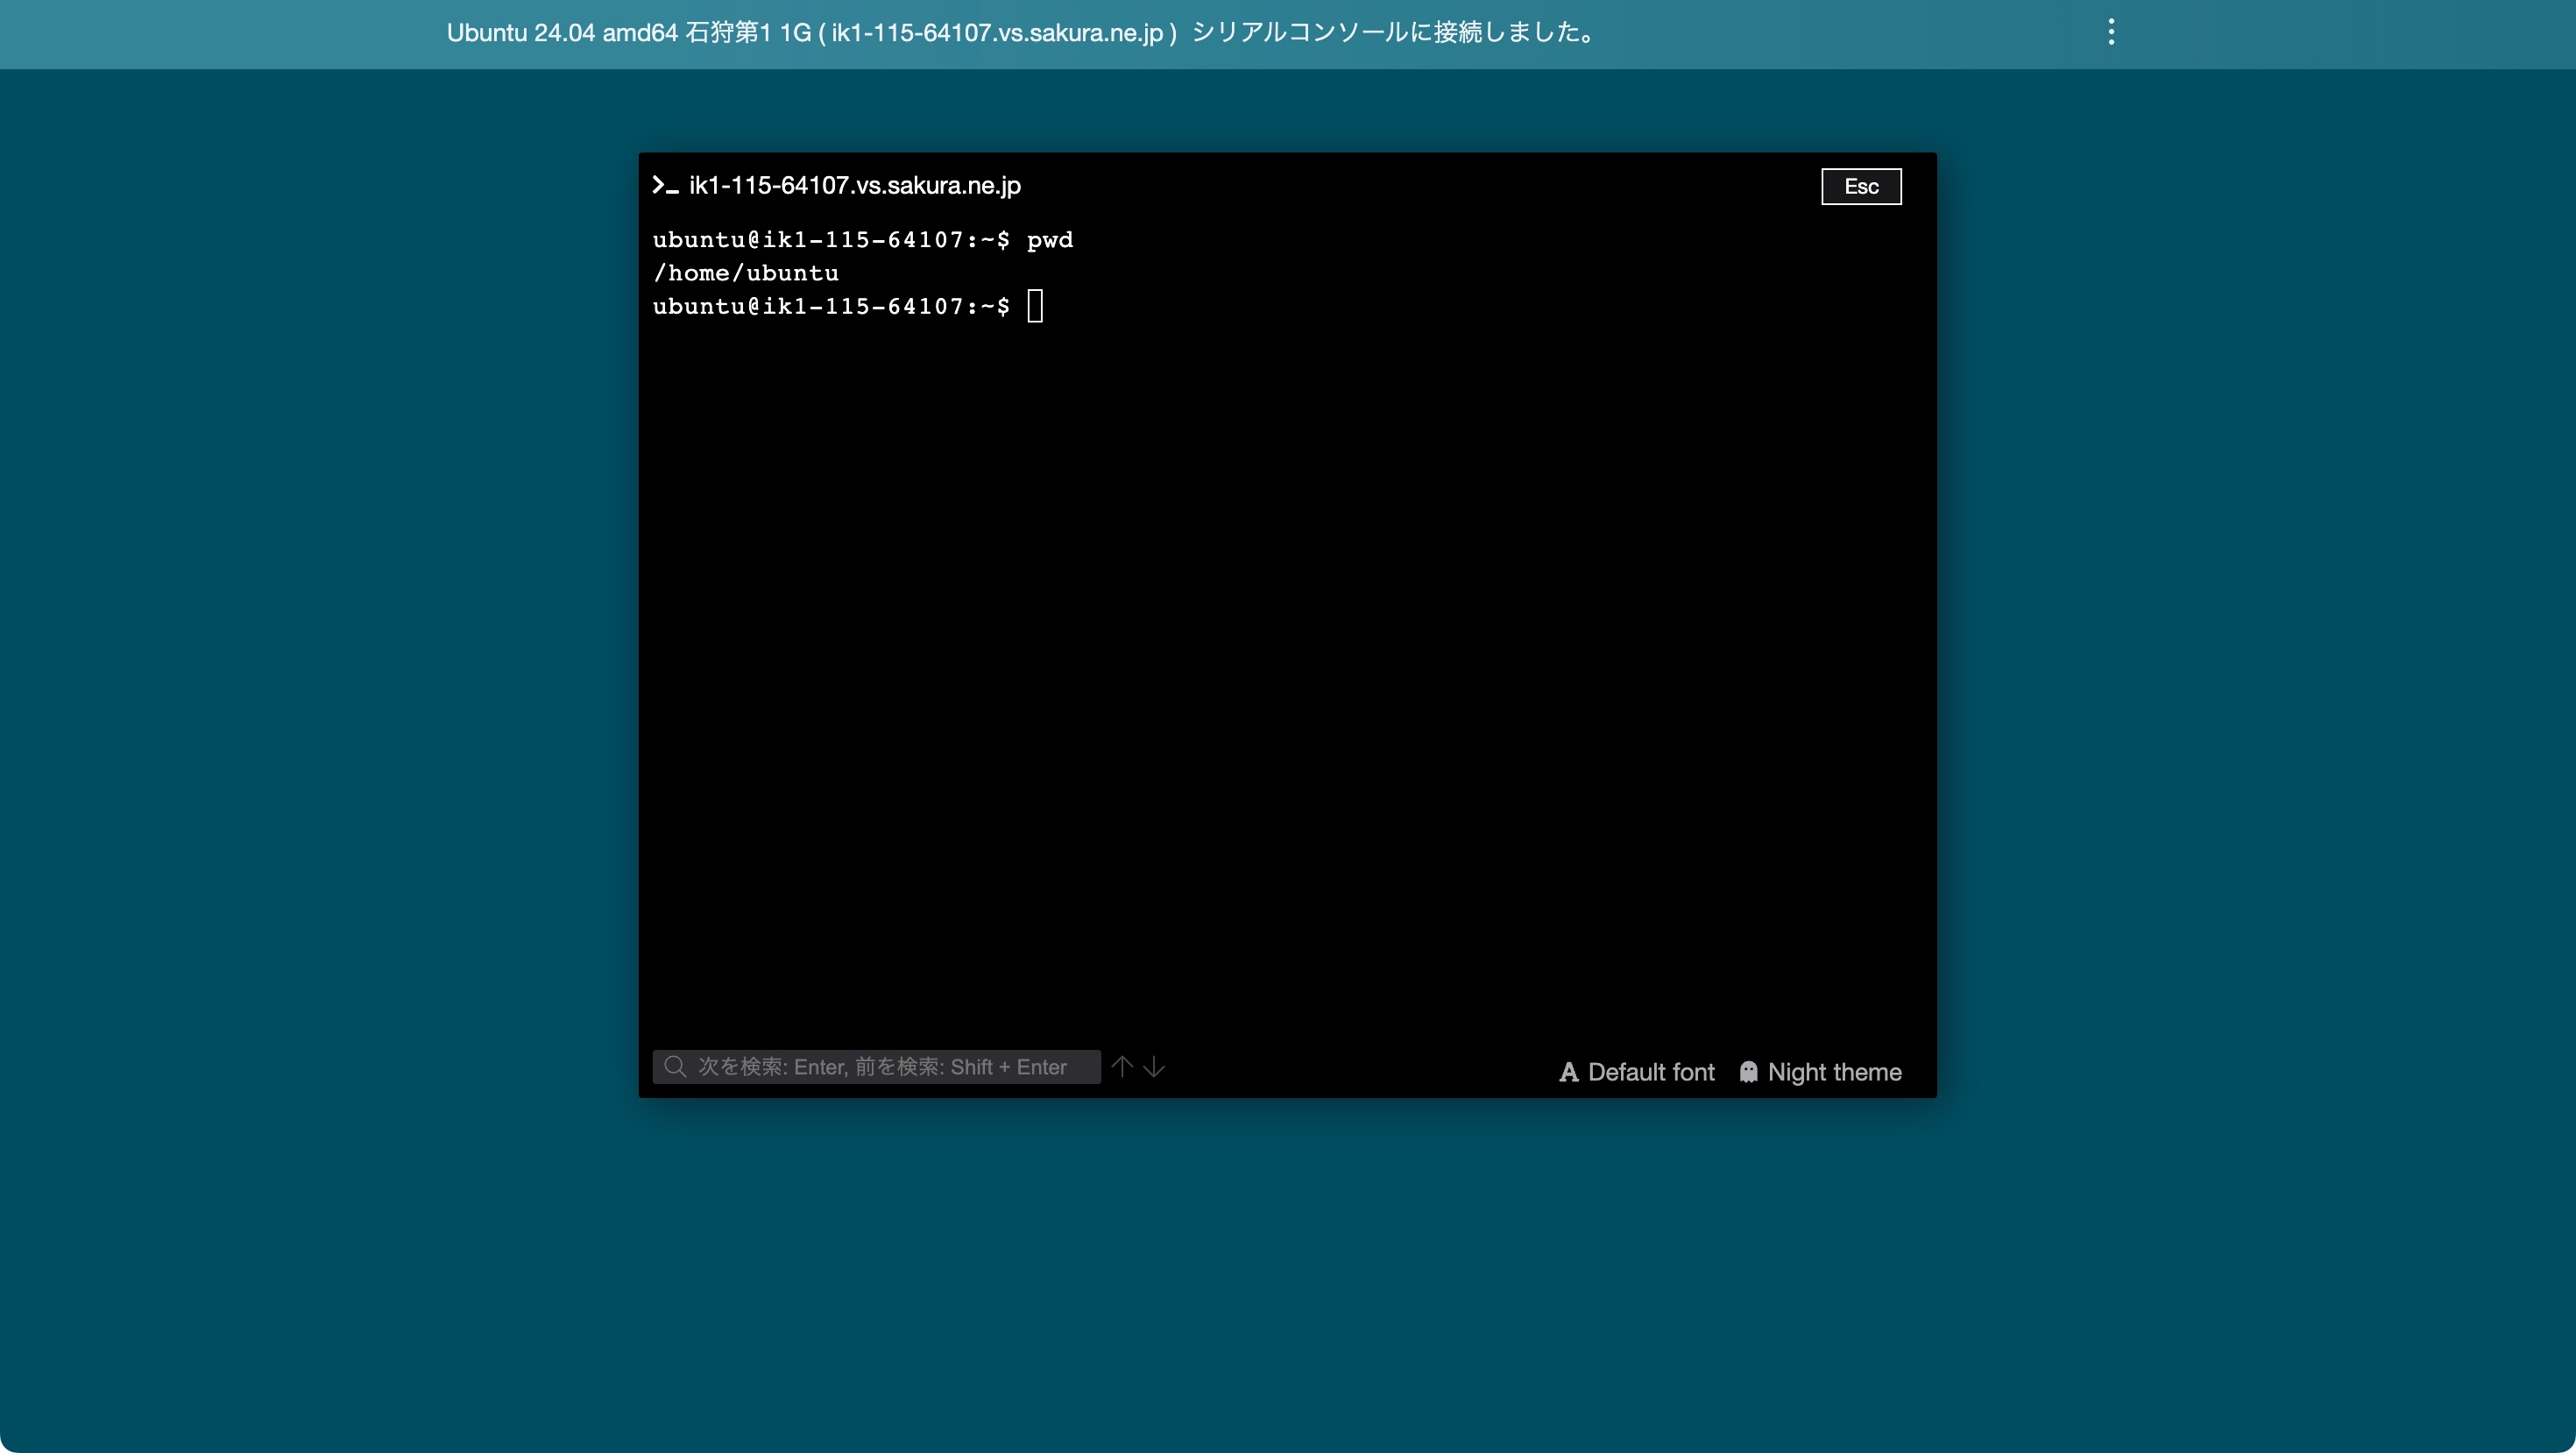 Ubuntu 24.04 amd64 石狩第1 1G ( ik1-115-64107.vs.sakura.ne.jp ) シリアルコンソールに接続しました。
ik1-115-64107.vs.sakura.ne.jp
Esc
ubuntu@ik1-115-64107:~$ pwd
/home/ubuntu
ubuntu@ik1-115-64107:~$
次を検索: Enter, 前を検索: Shift + Enter
Default font
Night theme